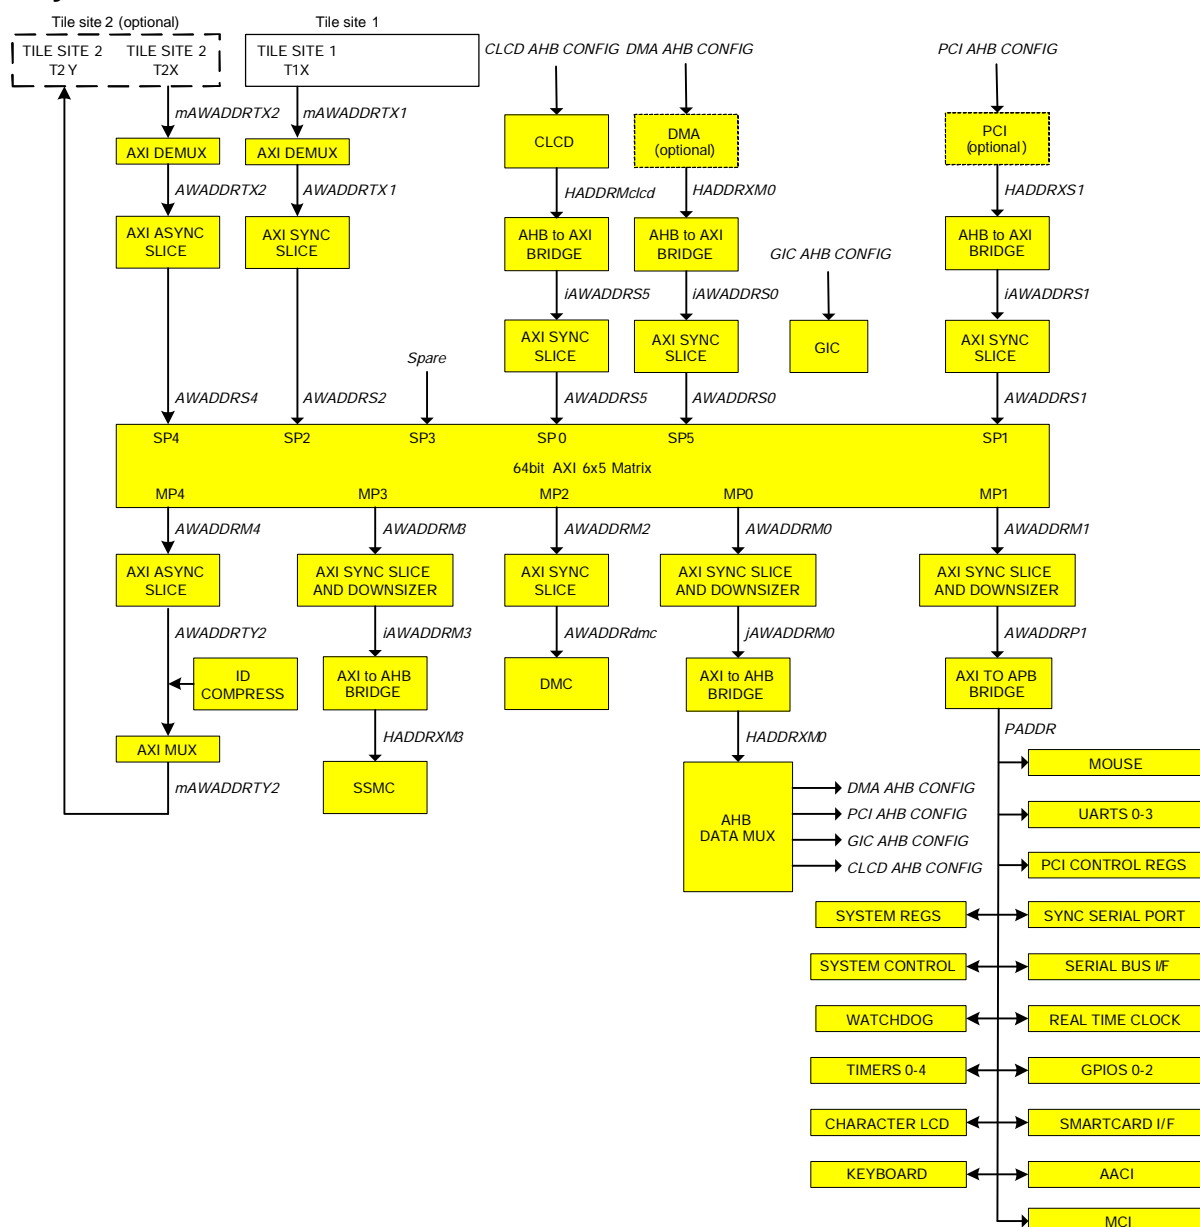 Tile site 2 (optional)
Tile site 1
TILE SITE 2
T2Y
TILE SITE 2
T2X
TILE SITE 1
T1X
CLCD AHB CONFIG
DMA AHB CONFIG
PCI AHB CONFIG
mAWADDRTX2
mAWADDRTX1
AXI DEMUX
AXI DEMUX
CLCD
DMA
(optional)
PCI
(optional)
AWADDRTX2
AWADDRTX1
HADDRMclcd
HADDRXM0
HADDRXS1
AXI ASYNC
SLICE
AXI SYNC
SLICE
AHB to AXI
BRIDGE
AHB to AXI
BRIDGE
GIC AHB CONFIG
AHB to AXI
BRIDGE
iAWADDRS5
iAWADDRS0
iAWADDRS1
AXI SYNC
SLICE
AXI SYNC
SLICE
GIC
AXI SYNC
SLICE
Spare
AWADDRS4
AWADDRS2
AWADDRS5
AWADDRS0
AWADDRS1
SP4
SP2
SP3
SP0
SP5
SP1
64bit AXI 6x5 Matrix
MP4
MP3
MP2
MP0
MP1
AWADDRM4
AWADDRM3
AWADDRM2
AWADDRM0
AWADDRM1
AXI ASYNC
SLICE
AXI SYNC SLICE
AND DOWNSIZER
AXI SYNC
SLICE
AXI SYNC SLICE
AND DOWNSIZER
AXI SYNC SLICE
AND DOWNSIZER
AWADDRTY2
iAWADDRM3
AWADDRdmc
jAWADDRM0
AWADDRP1
ID
COMPRESS
AXI to AHB
BRIDGE
DMC
AXI to AHB
BRIDGE
AXI TO APB
BRIDGE
AXI MUX
HADDRXM3
HADDRXM0
PADDR
mAWADDRTY2
SSMC
AHB
DATA MUX
DMA AHB CONFIG
PCI AHB CONFIG
GIC AHB CONFIG
CLCD AHB CONFIG
MOUSE
UARTS 0-3
PCI CONTROL REGS
SYSTEM REGS
SYNC SERIAL PORT
SYSTEM CONTROL
SERIAL BUS I/F
WATCHDOG
REAL TIME CLOCK
TIMERS 0-4
GPIOS 0-2
CHARACTER LCD
SMARTCARD I/F
KEYBOARD
AACI
MCI